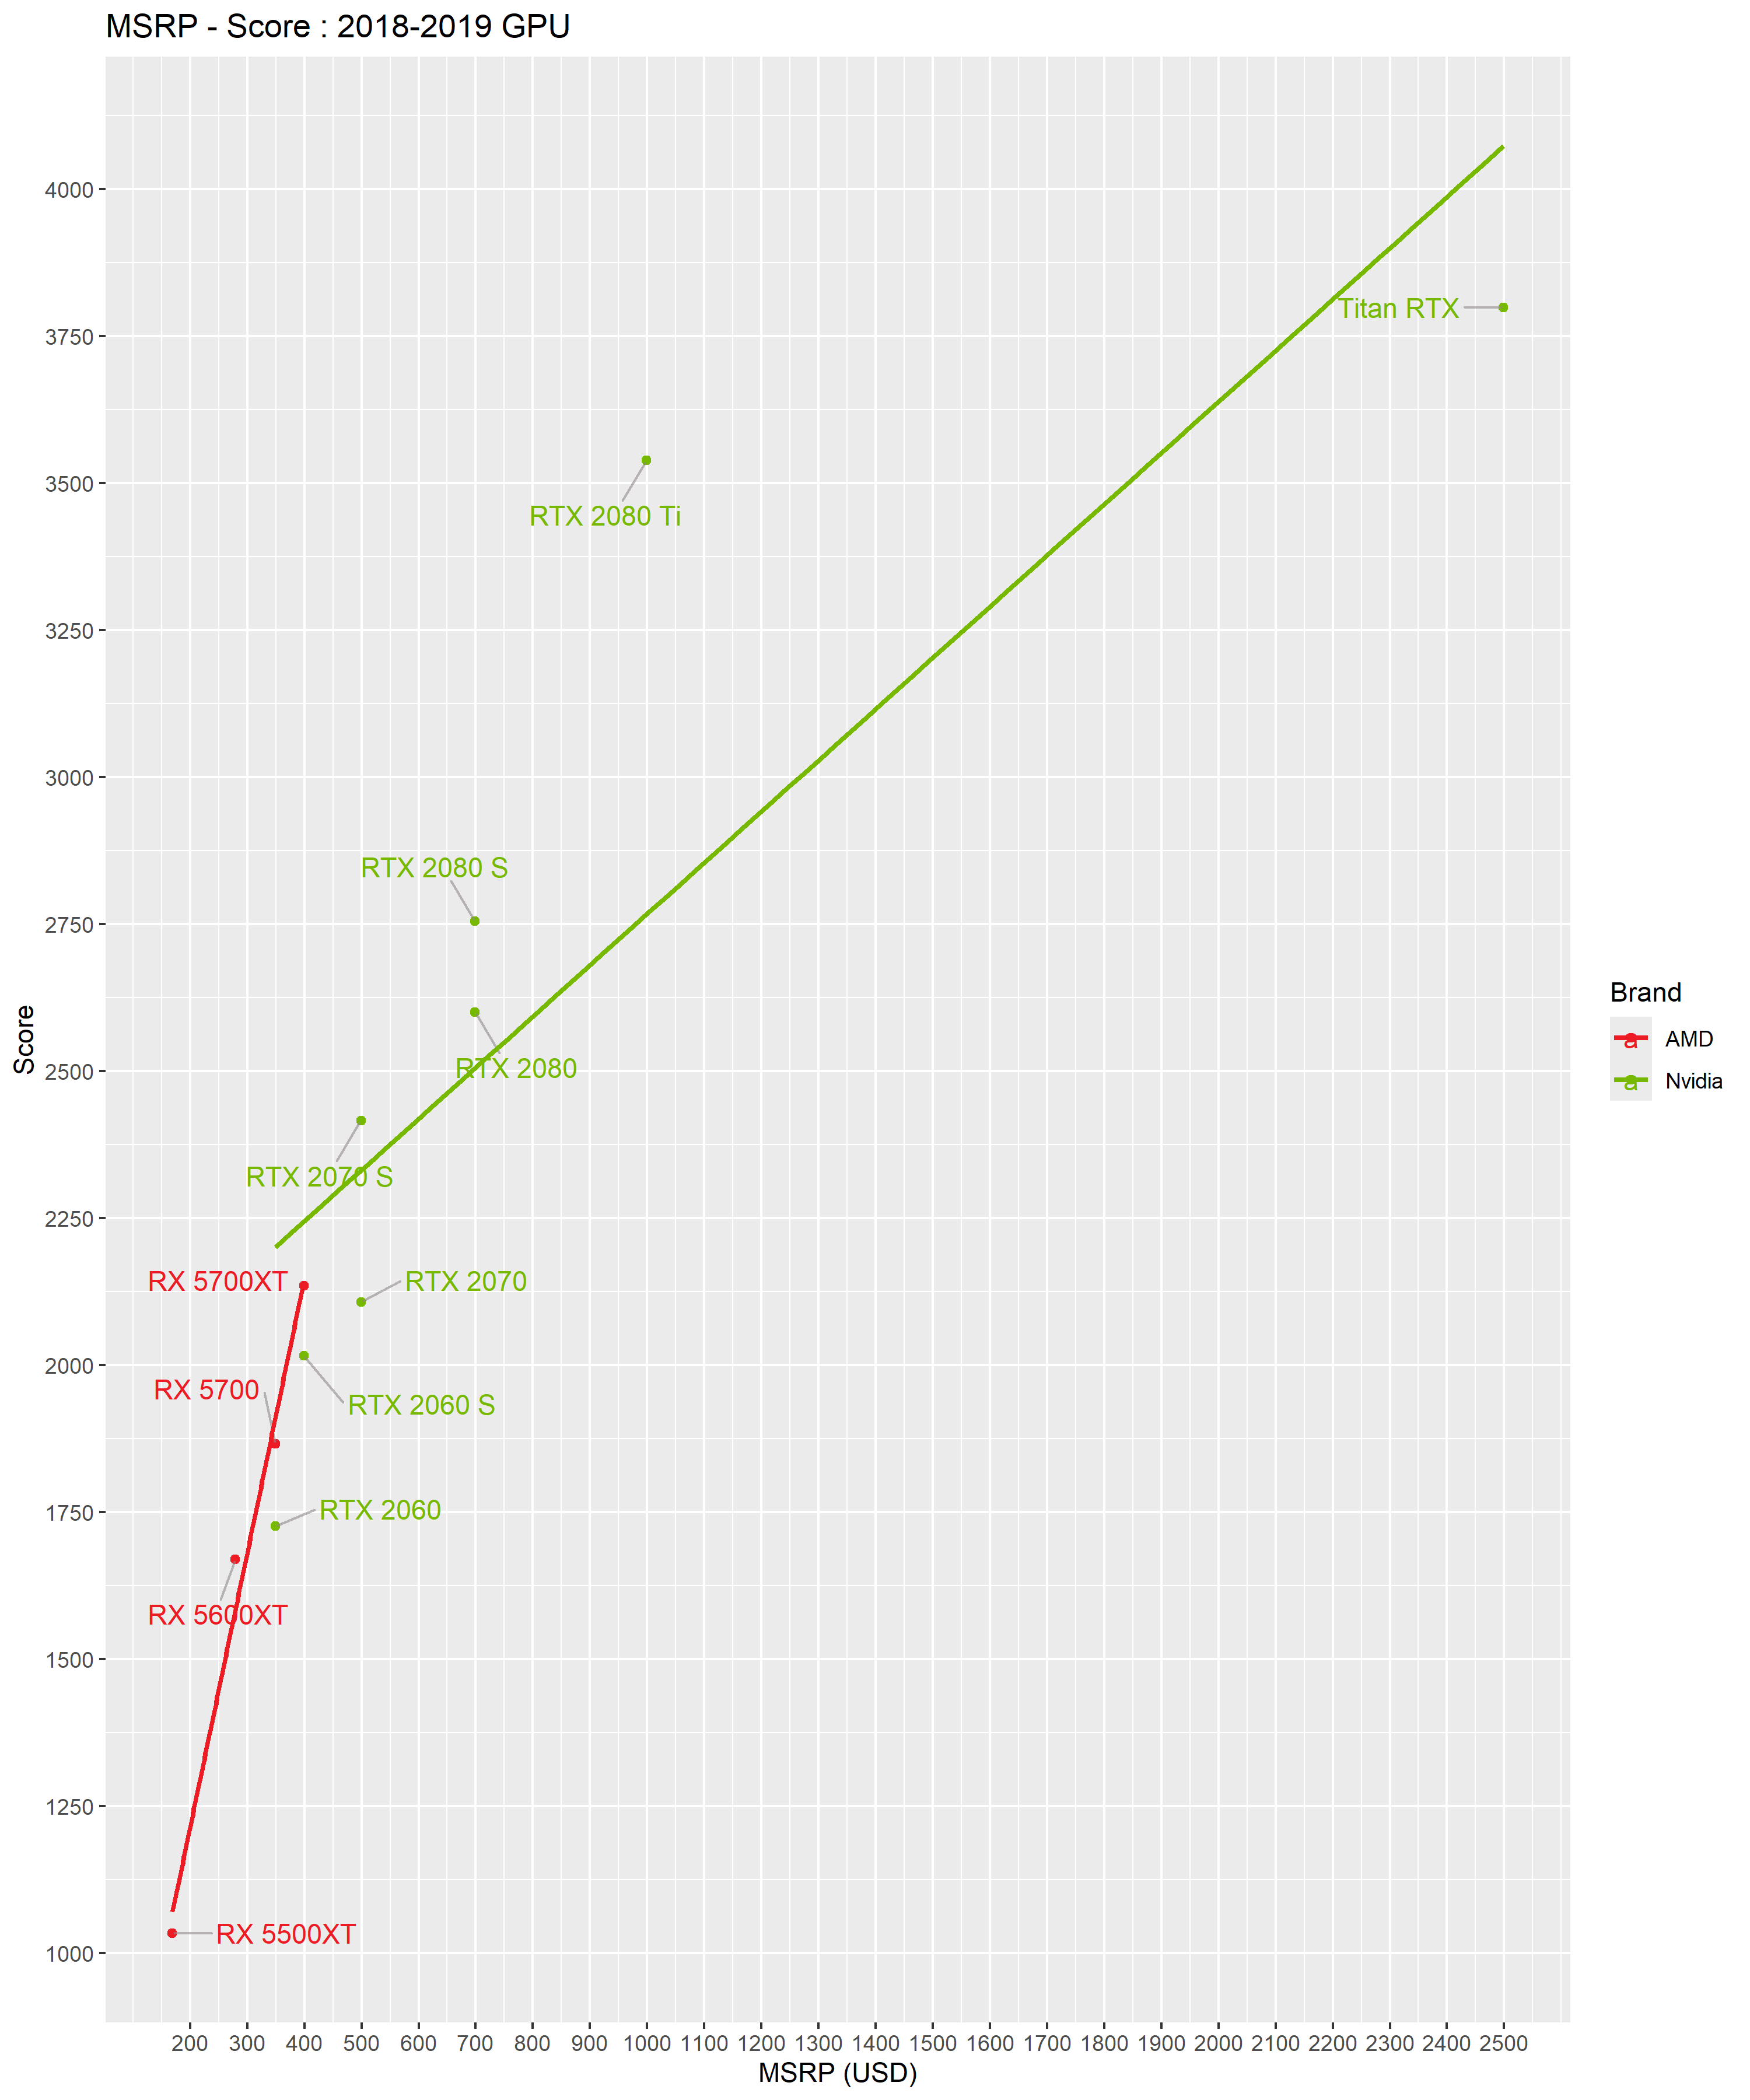 MSRP - Score : 2018-2019 GPU
4000
3750
3500
3250
3000
2750
2500
2250
2000
1750
1500
1250
1000
Score
Titan RTX
RTX 2080 Ti
RTX 2080 S
RTX 2080
RTX 2070 S
RX 5700XT
RTX 2070
RX 5700
RTX 2060 S
RTX 2060
RX 5600XT
RX 5500XT
200 300 400 500 600 700 800 900 1000 1100 1200 1300 1400 1500 1600 1700 1800 1900 2000 2100 2200 2300 2400 2500
MSRP (USD)
Brand
a AMD
a Nvidia